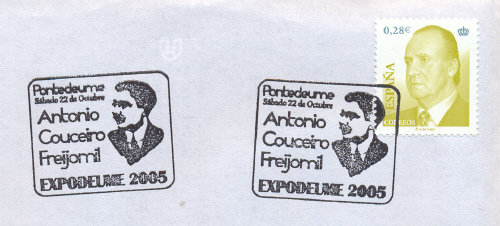 Pontedeume
Sábado 22 de Octubre
Antonio
Couceiro
Freijomil
EXPODEUME 2005
Pontedeume
Sábado 22 de Octubre
Antonio
Couceiro
Freijomil
EXPODEUME 2005
0,28€
ESPAÑA
CORREOS